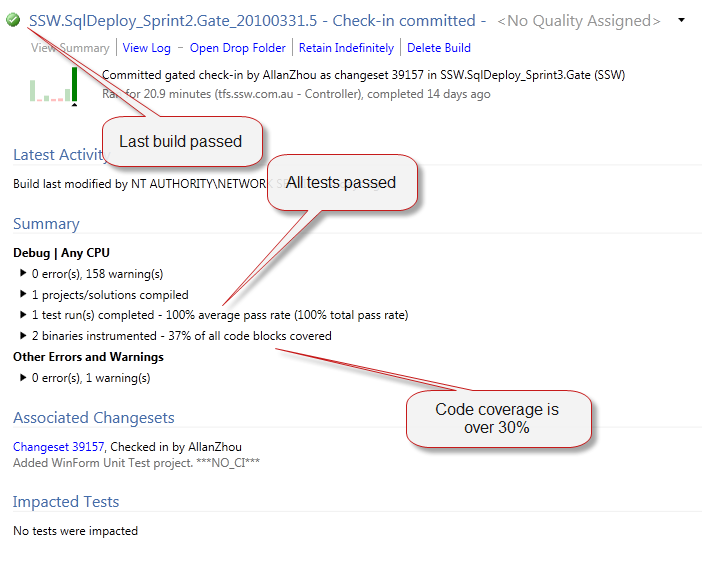 SSW.SqlDeploy_Sprint2.Gate_20100331.5 - Check-in committed - <No Quality Assigned>
View Summary | View Log - Open Drop Folder | Retain Indefinitely | Delete Build
Committed gated check-in by AllanZhou as changeset 39157 in SSW.SqlDeploy_Sprint3.Gate (SSW)
Ran for 20.9 minutes (tfs.ssw.com.au - Controller), completed 14 days ago
Last build passed
Latest Activity
All tests passed
Build last modified by NT AUTHORITY\NETWORK
Summary
Debug | Any CPU
0 error(s), 158 warning(s)
1 projects/solutions compiled
1 test run(s) completed - 100% average pass rate (100% total pass rate)
2 binaries instrumented - 37% of all code blocks covered
Other Errors and Warnings
0 error(s), 1 warning(s)
Code coverage is
over 30%
Associated Changesets
Changeset 39157, Checked in by AllanZhou
Added WinForm Unit Test project. ***NO_CI***
Impacted Tests
No tests were impacted